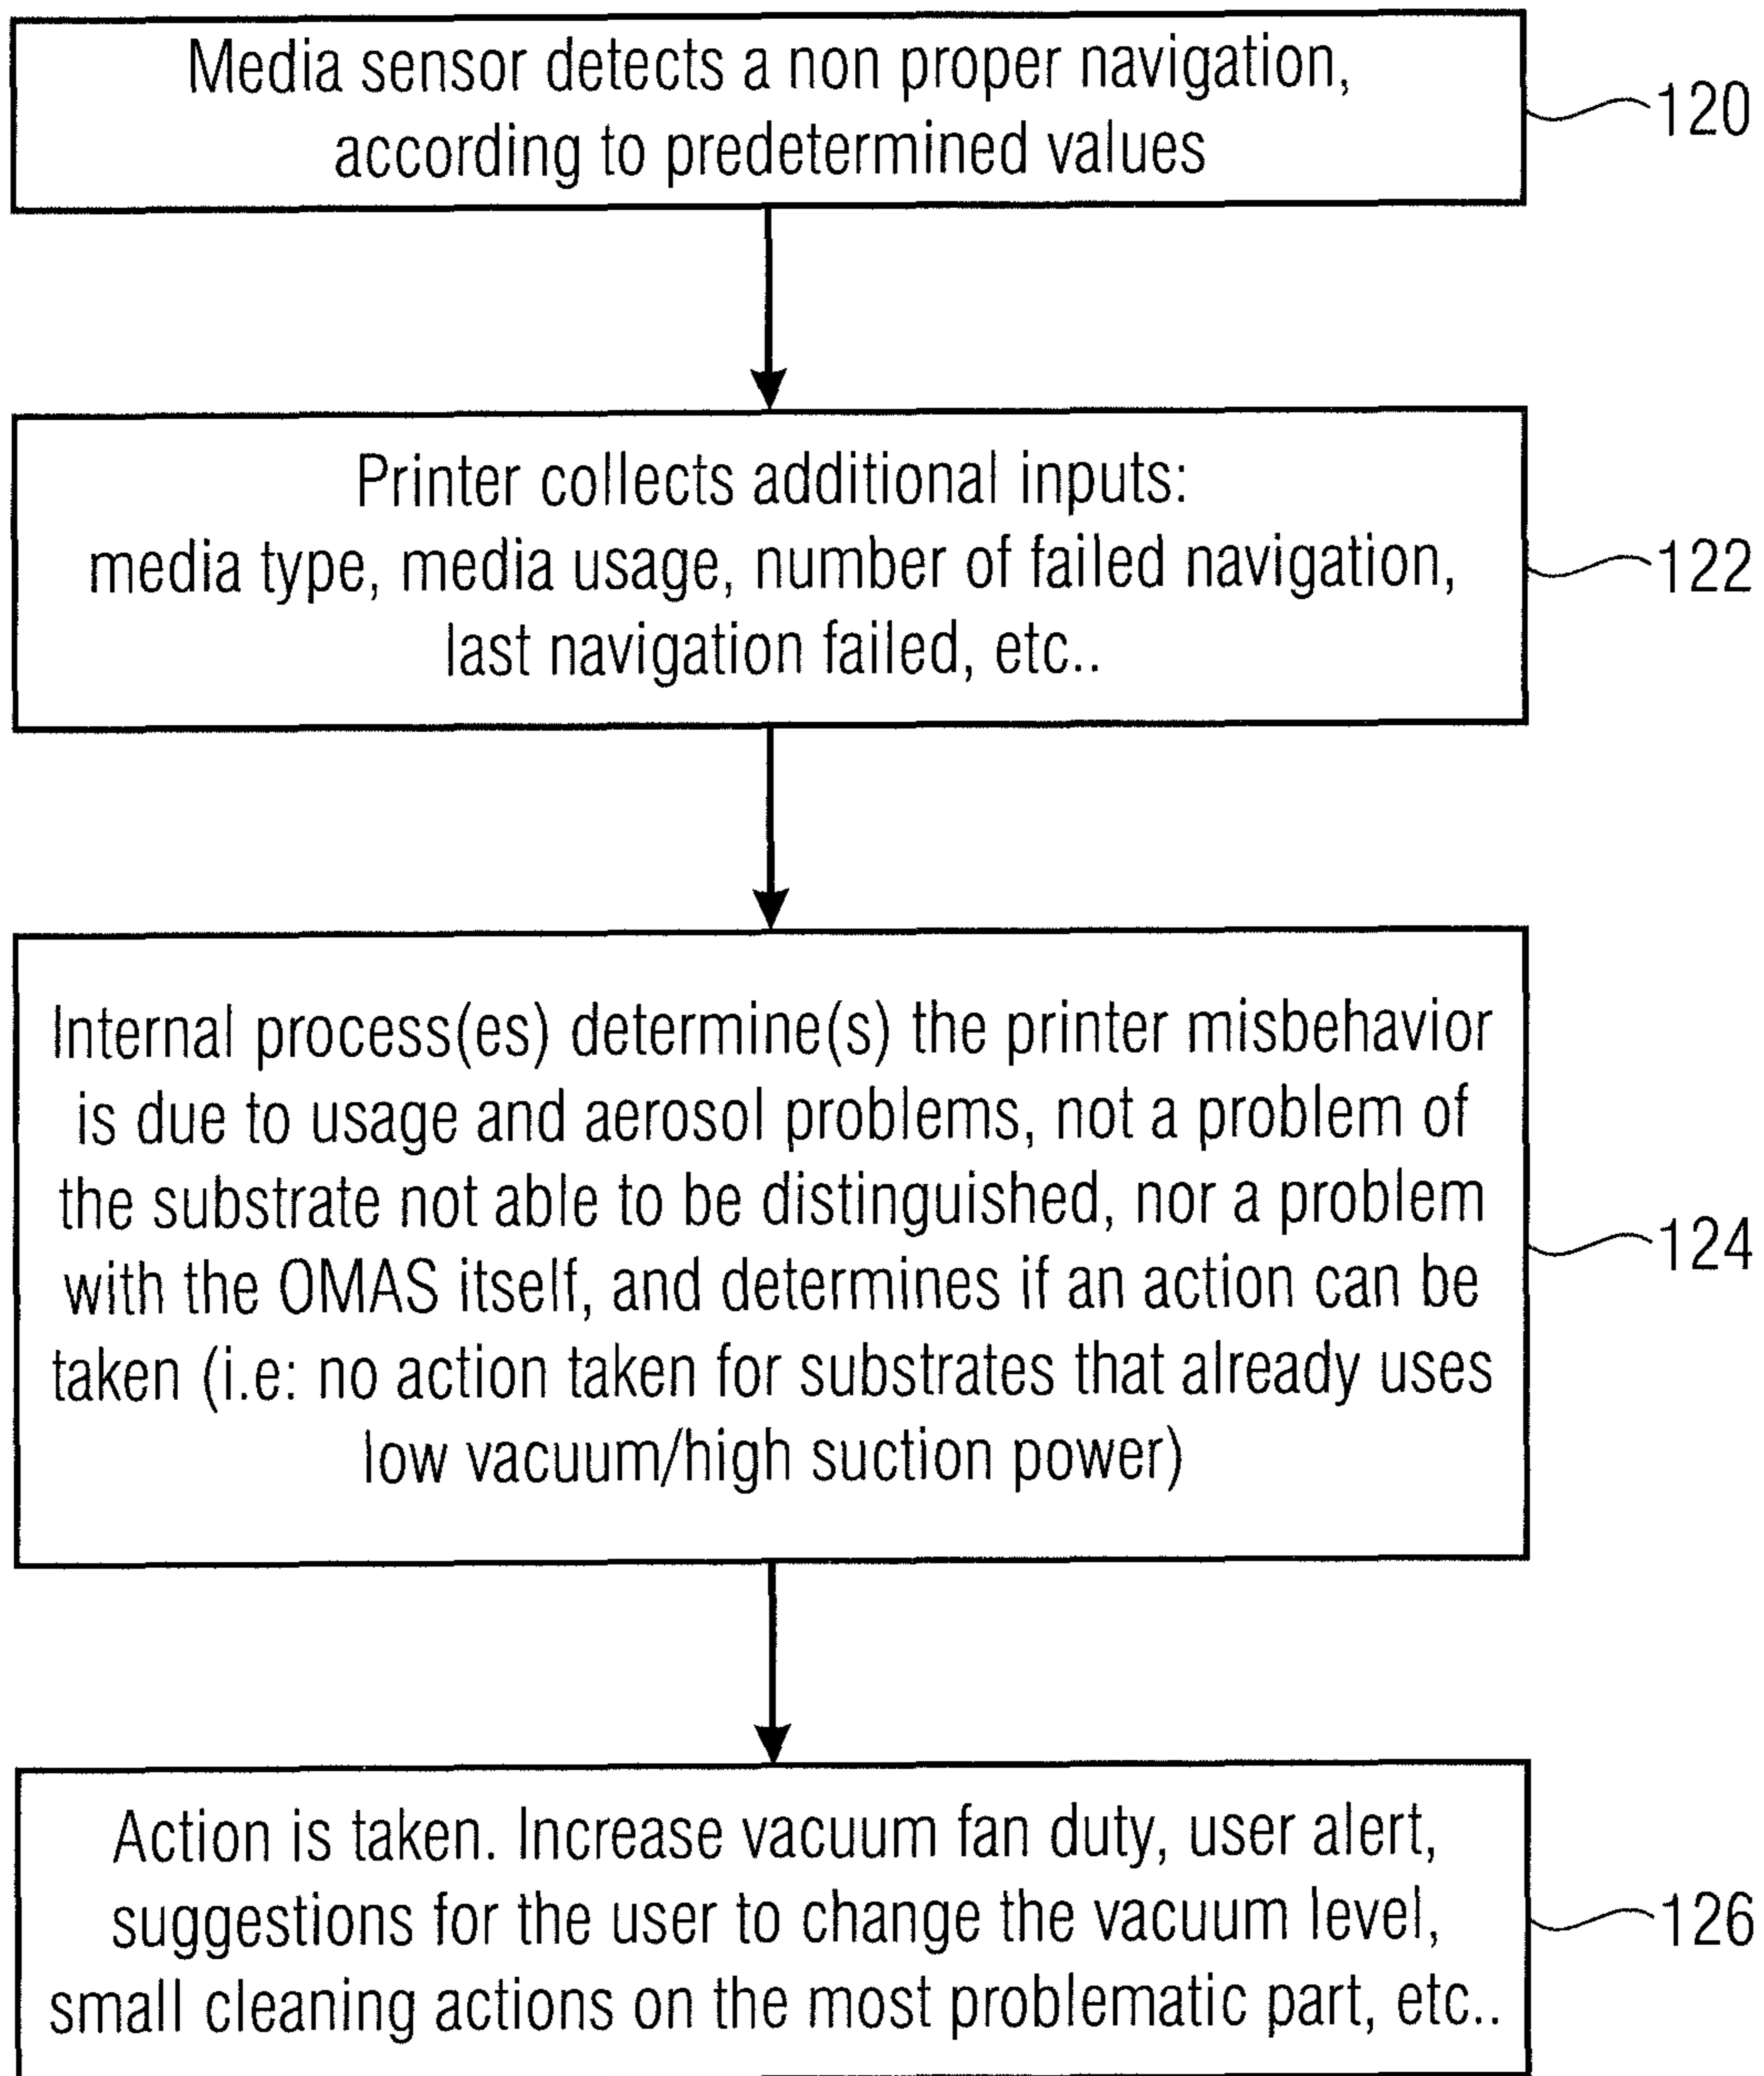 Media sensor detects a non proper navigation,
according to predetermined values
120
Printer collects additional inputs:
media type, media usage, number of failed navigation,
last navigation failed, etc..
122
Internal process(es) determine(s) the printer misbehavior
is due to usage and aerosol problems, not a problem of
the substrate not able to be distinguished, nor a problem
with the OMAS itself, and determines if an action can be
taken (i.e: no action taken for substrates that already uses
low vacuum/high suction power)
124
Action is taken. Increase vacuum fan duty, user alert,
suggestions for the user to change the vacuum level,
small cleaning actions on the most problematic part, etc..
126